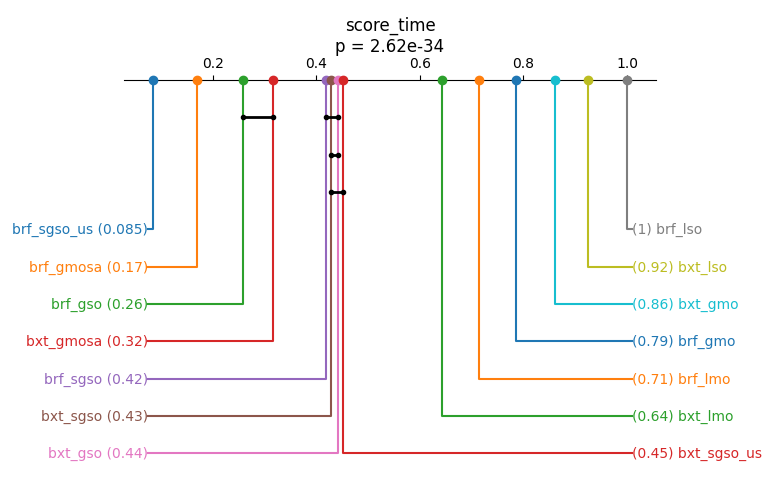 score_time
p = 2.62e-34
0.2 0.4 0.6 0.8 1.0
brf_sgso_us (0.085) (1) brf_lso
brf_gmosa (0.17) (0.92) bxt_lso
brf_gso (0.26) (0.86) bxt_gmo
bxt_gmosa (0.32) (0.79) brf_gmo
brf_sgso (0.42) (0.71) brf_lmo
bxt_sgso (0.43) (0.64) bxt_lmo
bxt_gso (0.44) (0.45) bxt_sgso_us